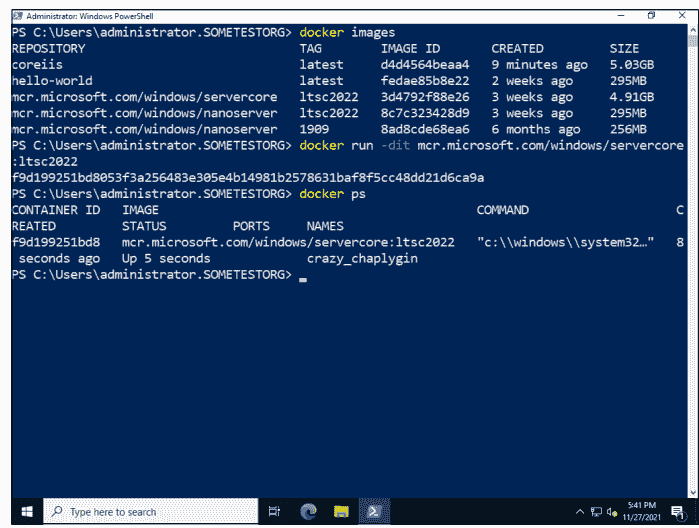 Administrator: Windows PowerShell
PS C:\Users\administrator.SOMETESTORG> docker images
REPOSITORY TAG IMAGE ID CREATED SIZE
coreiis latest d4d4564beaa4 9 minutes ago 5.03GB
hello-world latest fedae85b8e22 2 weeks ago 295MB
mcr.microsoft.com/windows/servercore ltsc2022 3d4792f88e26 3 weeks ago 4.91GB
mcr.microsoft.com/windows/nanoserver ltsc2022 8c7c323428d9 3 weeks ago 295MB
mcr.microsoft.com/windows/nanoserver 1909 8ad8cde68ea6 6 months ago 256MB
PS C:\Users\administrator.SOMETESTORG> docker run -dit mcr.microsoft.com/windows/servercore
:ltsc2022
f9d199251bd8053f3a256483e305e4b14981b2578631baf8f5cc48dd21d6ca9a
PS C:\Users\administrator.SOMETESTORG> docker ps
CONTAINER ID IMAGE COMMAND C
REATED STATUS PORTS NAMES
f9d199251bd8 mcr.microsoft.com/windows/servercore:ltsc2022 "c:\\windows\\system32…" 8
seconds ago Up 5 seconds crazy_chaplygin
PS C:\Users\administrator.SOMETESTORG>
Type here to search
5:41 PM
11/27/2021